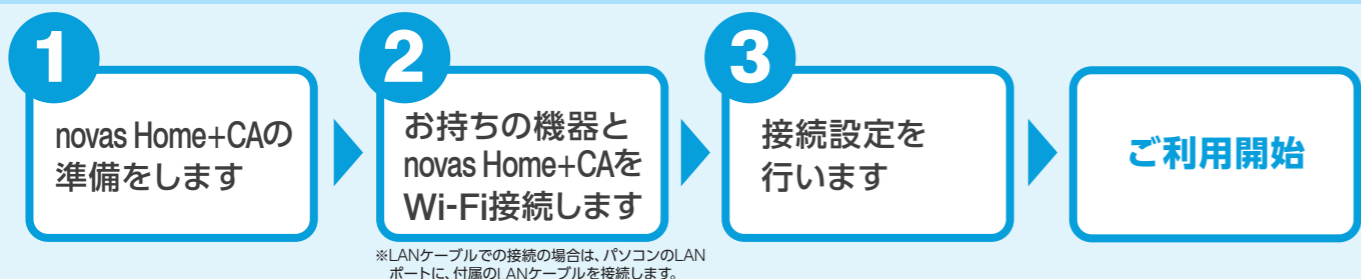 1
novas Home+CAの
準備をします
2
お持ちの機器と
novas Home+CAを
Wi-Fi接続します
※LANケーブルでの接続の場合は、パソコンのLAN
ポートに、付属のLANケーブルを接続します。
3
接続設定を
行います
ご利用開始